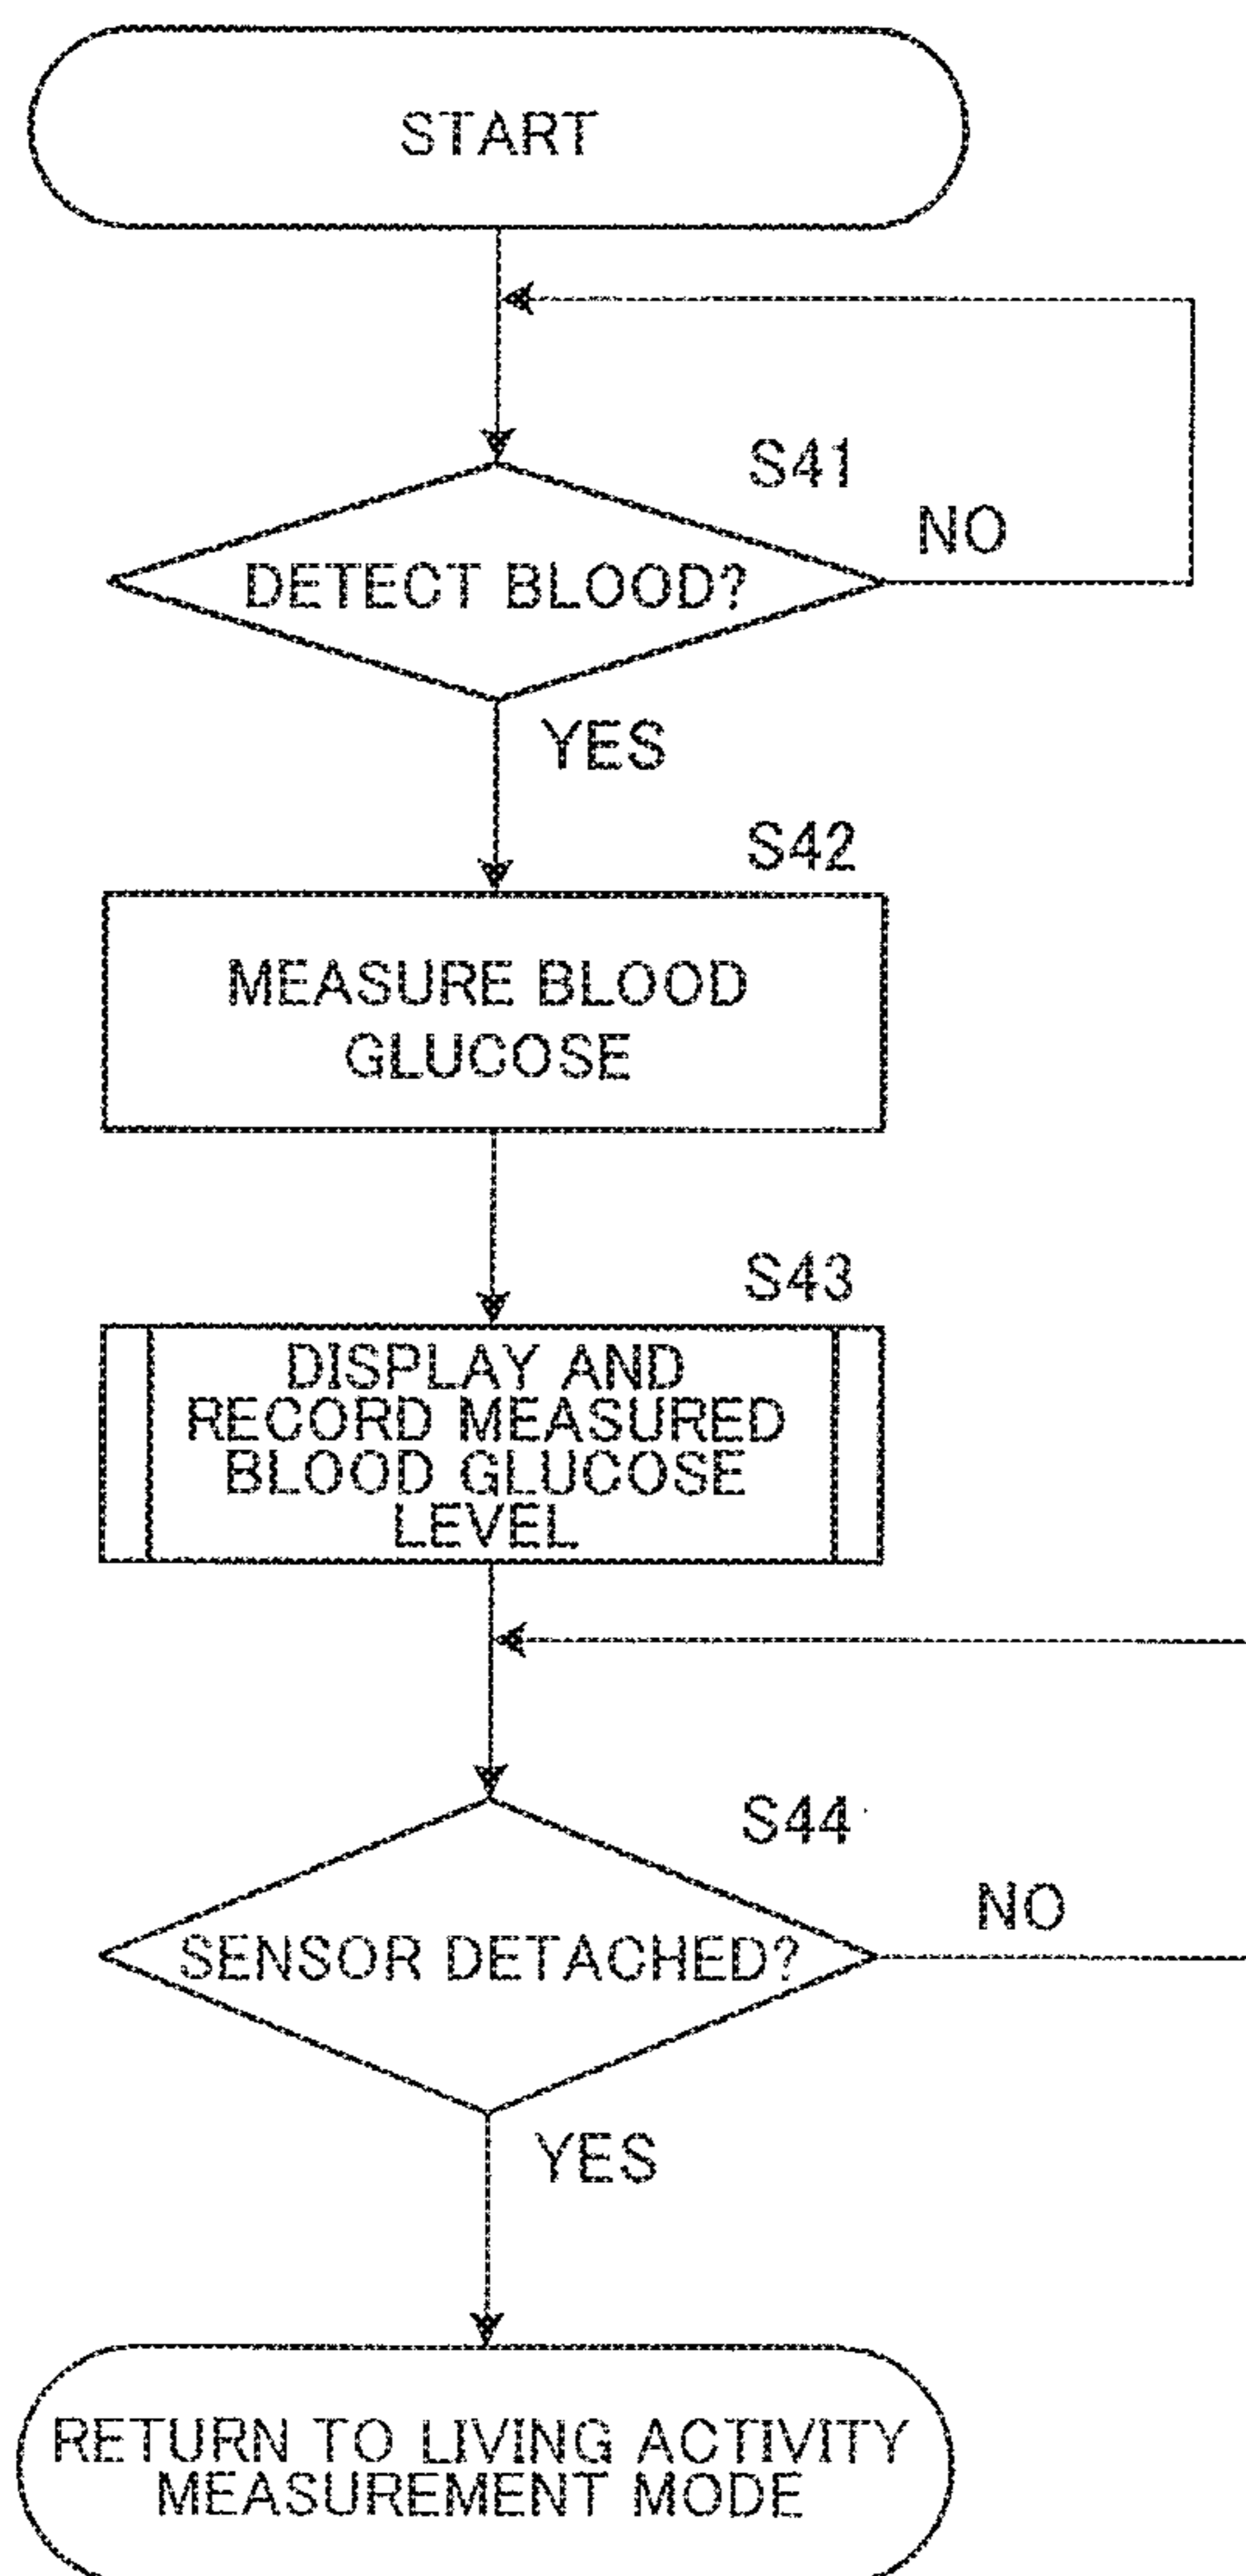 START
S41
NO
DETECT BLOOD?
YES
S42
MEASURE BLOOD
GLUCOSE
S43
DISPLAY AND
RECORD MEASURED
BLOOD GLUCOSE
LEVEL
S44
NO
SENSOR DETACHED?
YES
RETURN TO LIVING ACTIVITY
MEASUREMENT MODE